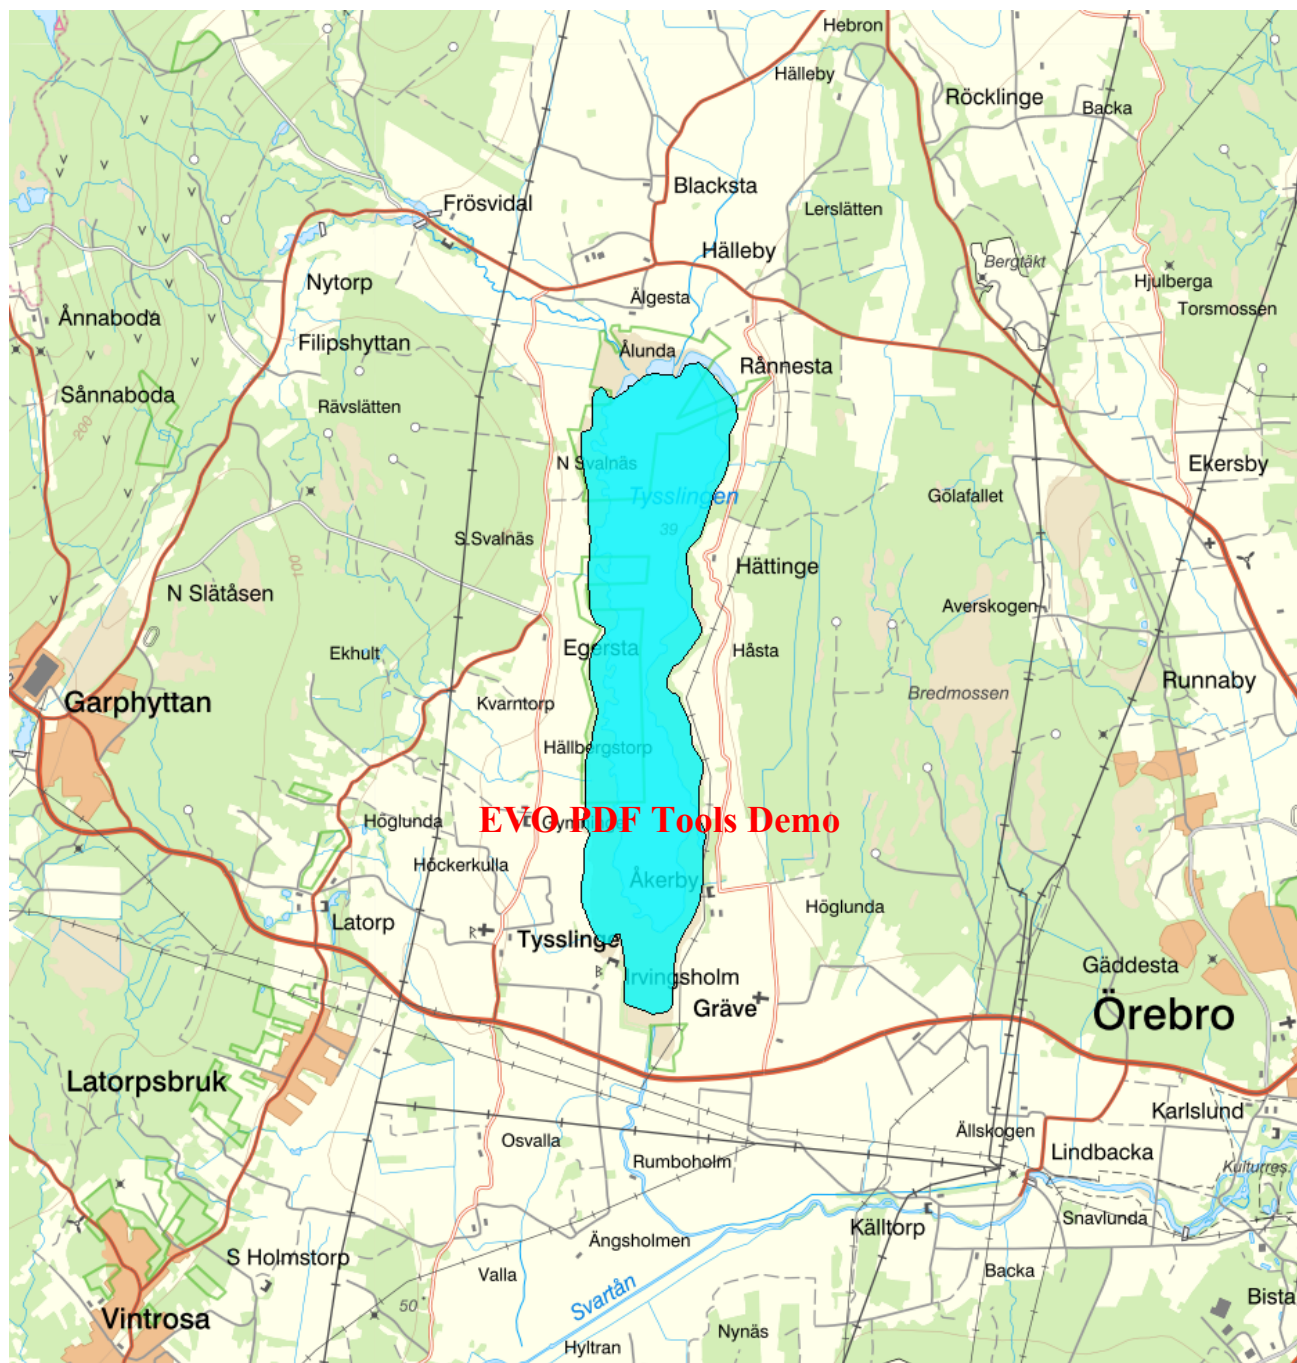 Hebron
Hälleby
Röcklinge
Backa
Blacksta
Frösvidal
Lerslätten
Hälleby
Bergtäkt
Nytorp
Hjulberga
Älgesta
Torsmossen
Ånnaboda
Filipshyttan
Ålunda
Rånnesta
Sånnaboda
Rävslätten
200
N Svalnäs
Ekersby
Tysslingen
Gölafallet
39
S Svalnäs
100
Hättinge
N Slätåsen
Averskogen
Egersta
Håsta
Ekhult
Runnaby
Bredmossen
Garphyttan
Kvarntorp
Hällbergstorp
EVO PDF Tools Demo
Höglunda
Höckerkulla
Åkerby
Höglunda
Latorp
R
Tysslinge
B
Irvingsholm
Gäddesta
Gräve
Örebro
Latorpsbruk
Karlslund
Ällskogen
Osvalla
Lindbacka
Rumboholm
Kulturres.
Snavlunda
Källtorp
Ängsholmen
S Holmstorp
Valla
Backa
Svartån
Bista
50
Vintrosa
Nynäs
Hyltran